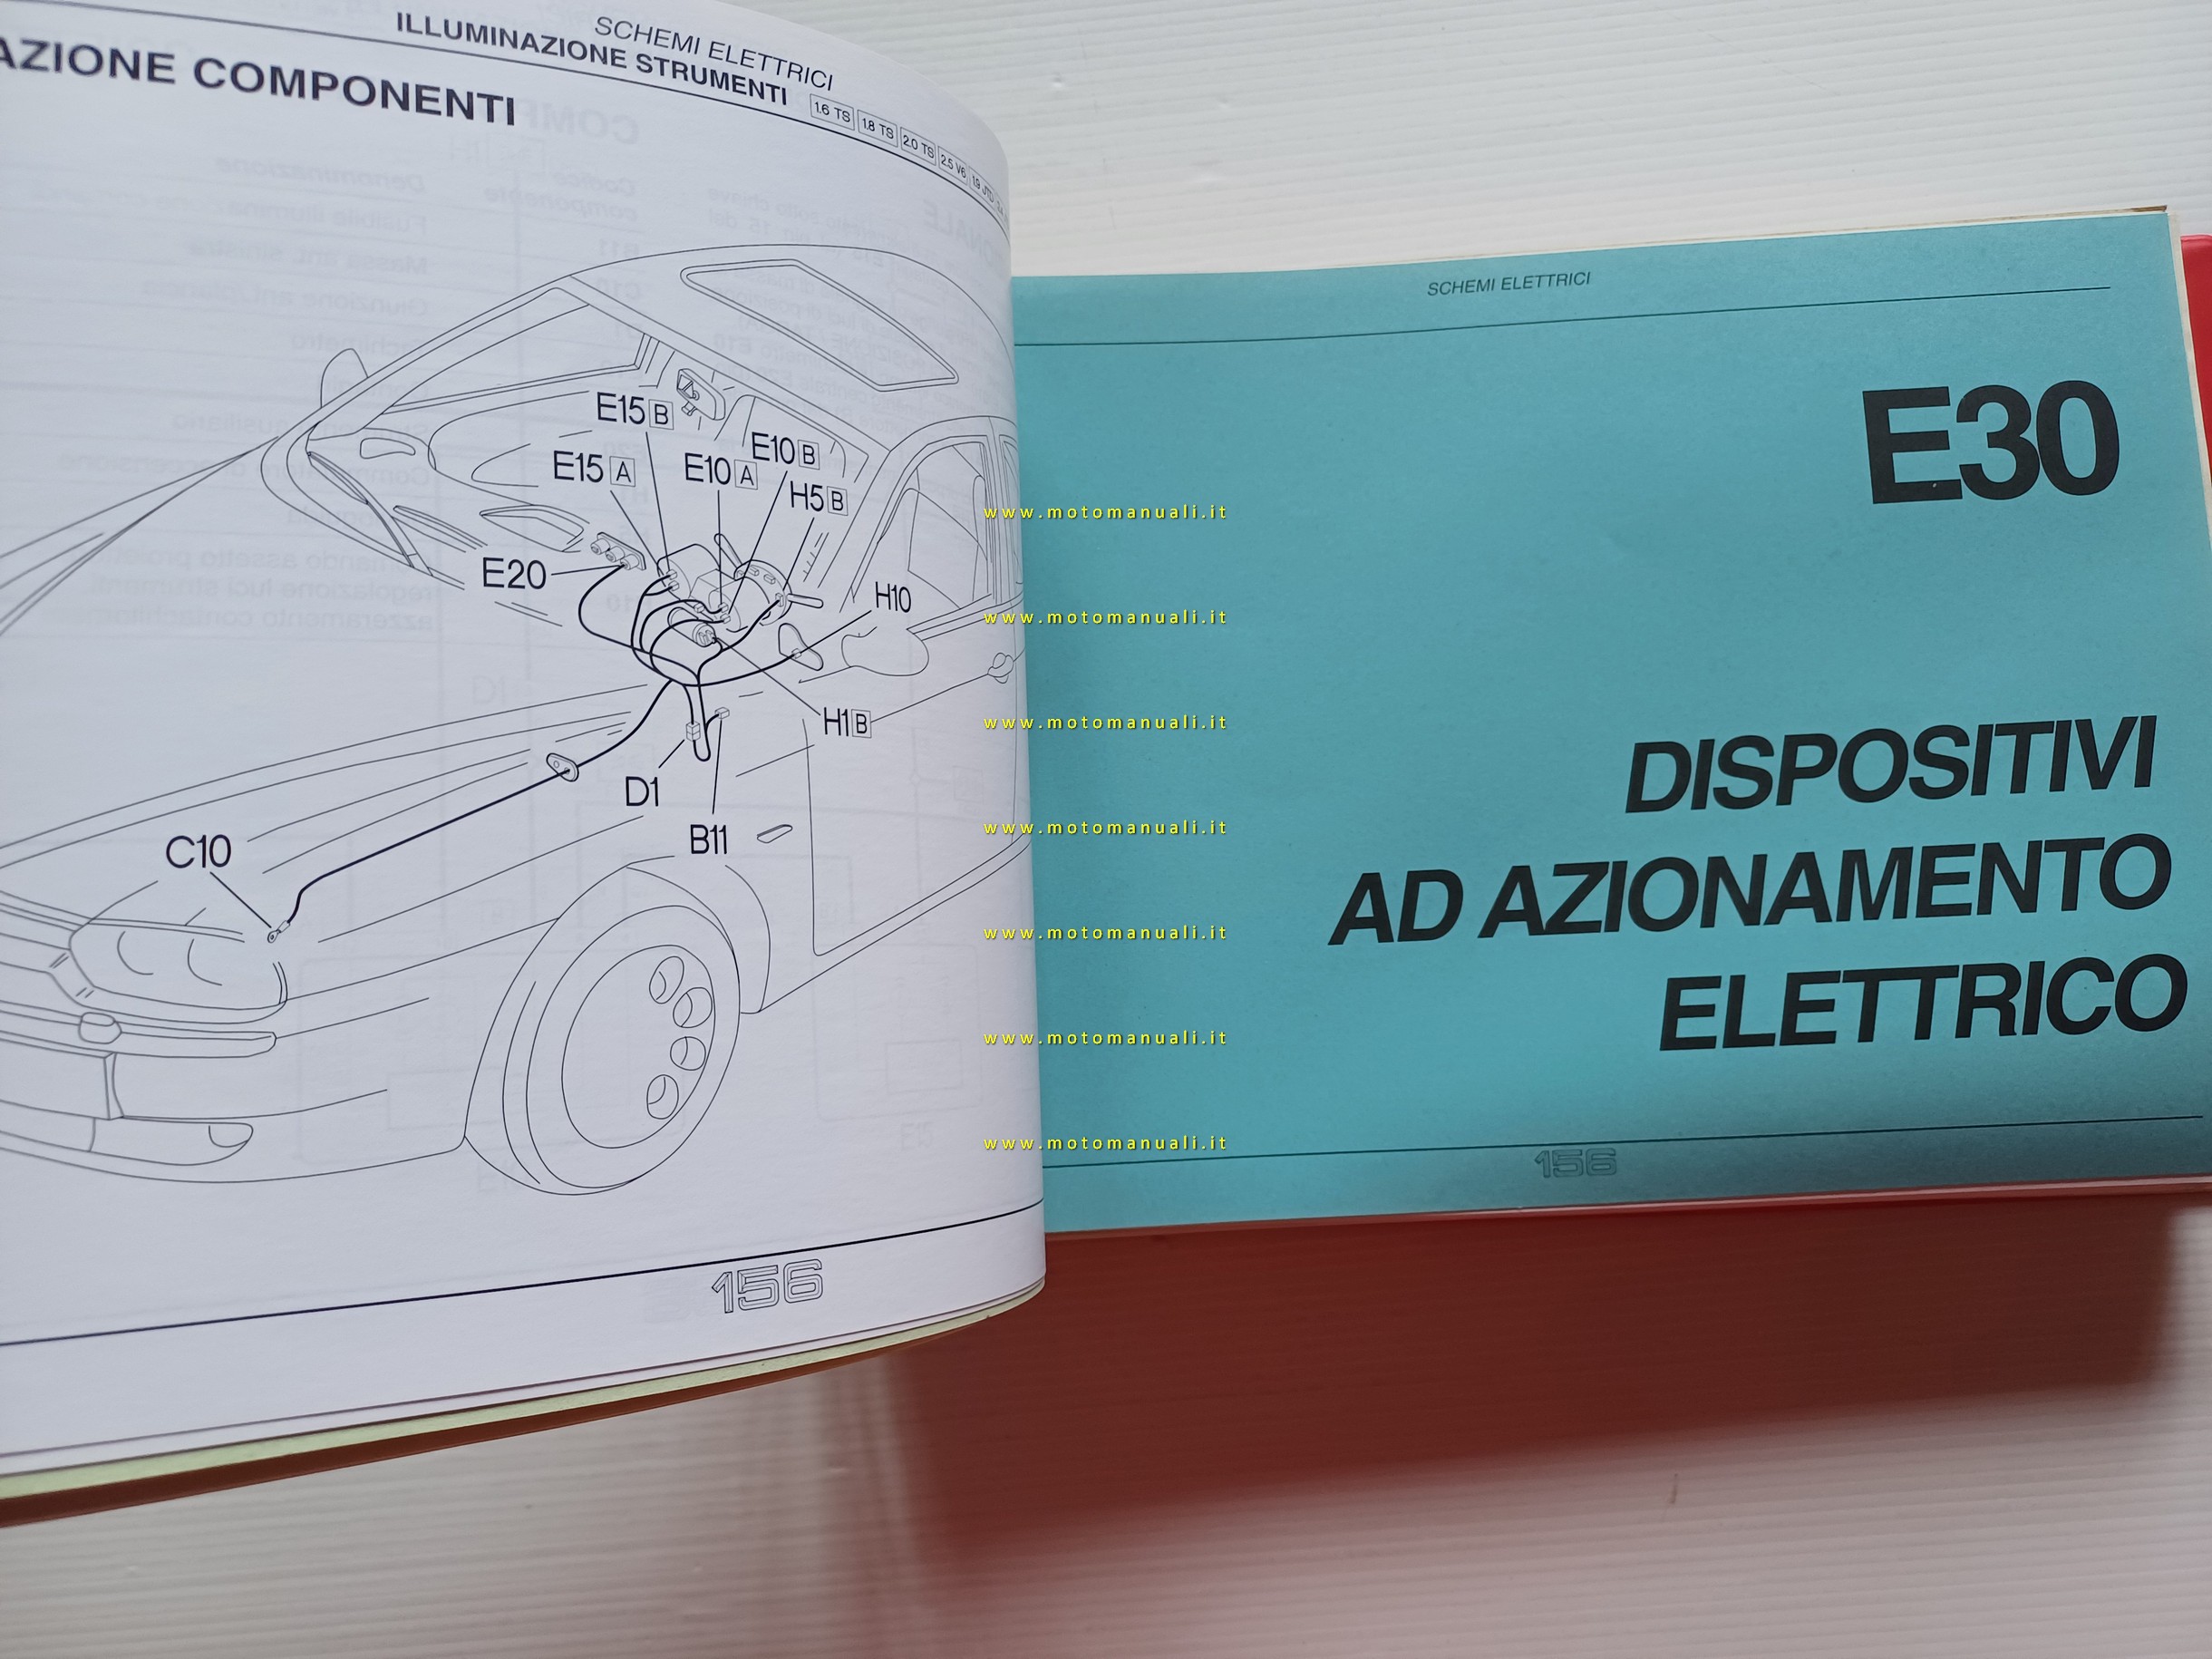 SCHEMI ELETTRICI
ILLUMINAZIONE STRUMENTI
1.6 TS 1.8 TS 2.0 TS 2.5 V6 1.9 JTD
AZIONE COMPONENTI
E15 B
E10 B
E15 A
E10 A
H5 B
E20
H10
H1 B
D1
B11
C10
156
SCHEMI ELETTRICI
E30
DISPOSITIVI
AD AZIONAMENTO
ELETTRICO
156
www.motomanuali.it
www.motomanuali.it
www.motomanuali.it
www.motomanuali.it
www.motomanuali.it
www.motomanuali.it
www.motomanuali.it